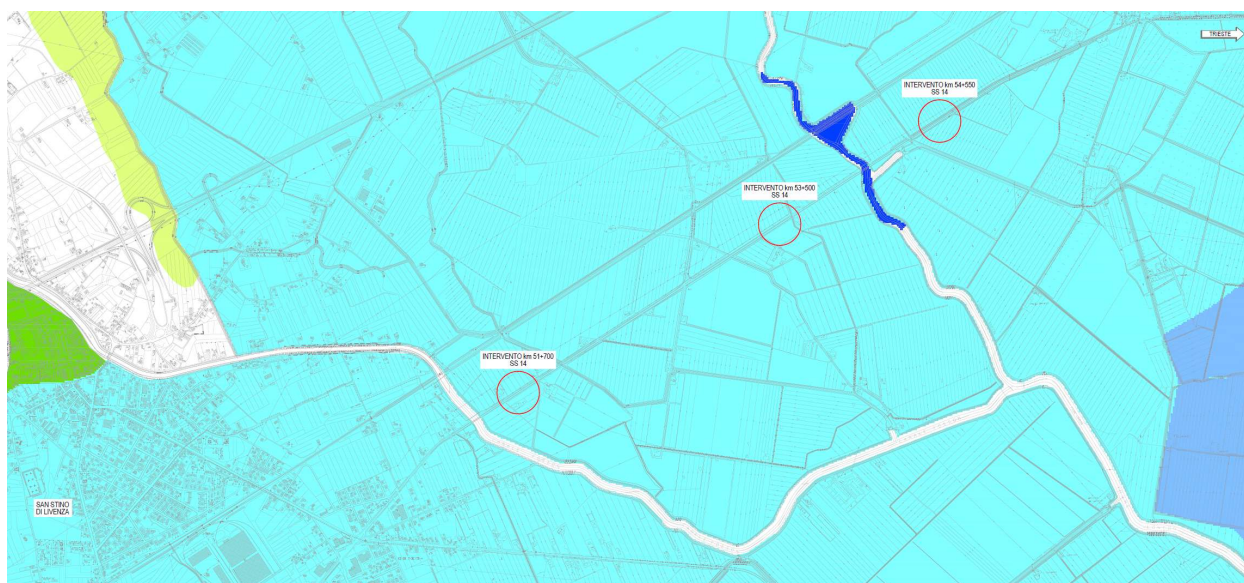 TRIESTE
INTERVENTO km 54+550
SS 14
INTERVENTO km 53+500
SS 14
INTERVENTO km 51+700
SS 14
SAN STINO
DI LIVENZA